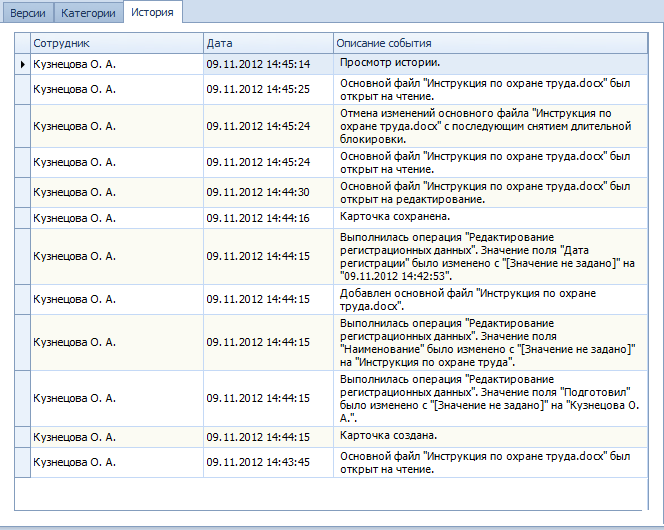 Версии Категории История
Сотрудник Дата Описание события
Кузнецова О. А. 09.11.2012 14:45:14 Просмотр истории.
Кузнецова О. А. 09.11.2012 14:45:25 Основной файл "Инструкция по охране труда.docx" был
открыт на чтение.
Кузнецова О. А. 09.11.2012 14:45:24 Отмена изменений основного файла "Инструкция по
охране труда.docx" с последующим снятием длительной
блокировки.
Кузнецова О. А. 09.11.2012 14:45:24 Основной файл "Инструкция по охране труда.docx" был
открыт на чтение.
Кузнецова О. А. 09.11.2012 14:44:30 Основной файл "Инструкция по охране труда.docx" был
открыт на редактирование.
Кузнецова О. А. 09.11.2012 14:44:16 Карточка сохранена.
Кузнецова О. А. 09.11.2012 14:44:15 Выполнилась операция "Редактирование
регистрационных данных". Значение поля "Дата
регистрации" было изменено с "[Значение не задано]" на
"09.11.2012 14:42:53".
Кузнецова О. А. 09.11.2012 14:44:15 Добавлен основной файл "Инструкция по охране
труда.docx".
Кузнецова О. А. 09.11.2012 14:44:15 Выполнилась операция "Редактирование
регистрационных данных". Значение поля
"Наименование" было изменено с "[Значение не задано]"
на "Инструкция по охране труда".
Кузнецова О. А. 09.11.2012 14:44:15 Выполнилась операция "Редактирование
регистрационных данных". Значение поля "Подготовил"
было изменено с "[Значение не задано]" на "Кузнецова О.
А.".
Кузнецова О. А. 09.11.2012 14:44:15 Карточка создана.
Кузнецова О. А. 09.11.2012 14:43:45 Основной файл "Инструкция по охране труда.docx" был
открыт на чтение.